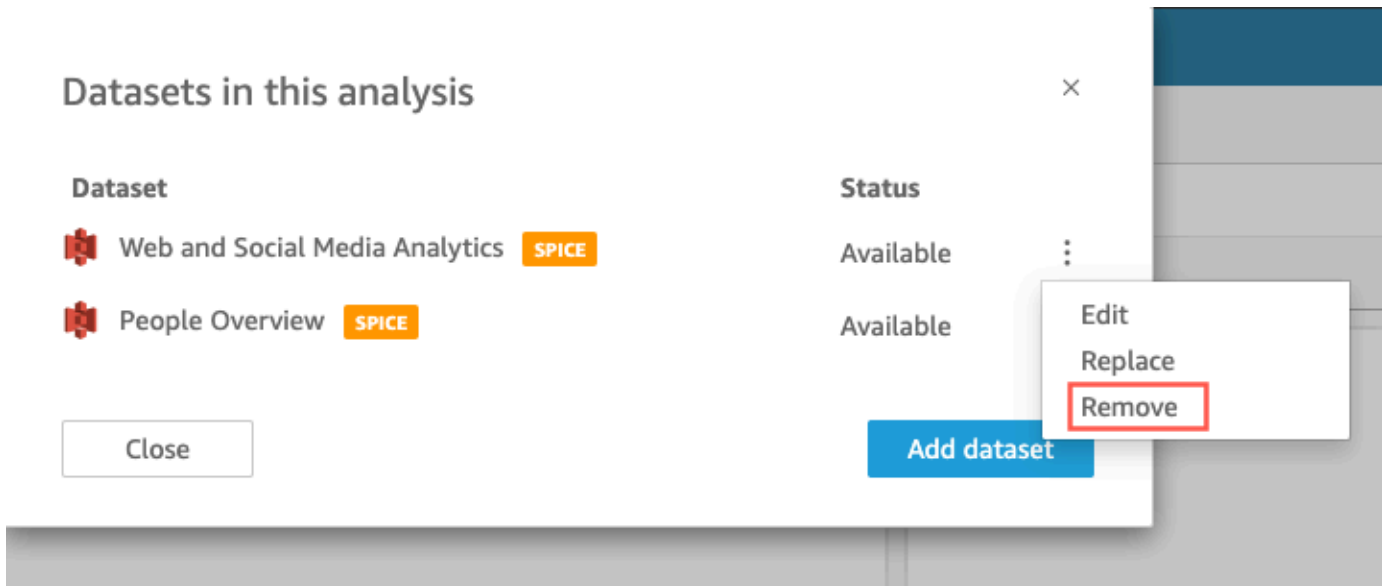 Datasets in this analysis
Dataset Status
Web and Social Media Analytics SPICE Available
People Overview SPICE Available
Edit
Replace
Remove
Close Add dataset